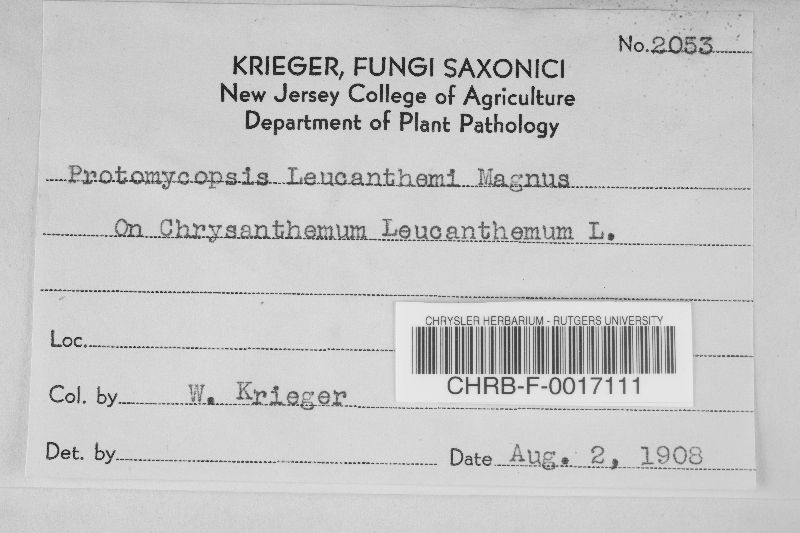 No. 2053
KRIEGER, FUNGI SAXONICI
New Jersey College of Agriculture
Department of Plant Pathology
Protomycopsis Leucanthemi Magnus
On Chrysanthemum Leucanthemum L.
CHRYSLER HERBARIUM - RUTGERS UNIVERSITY
CHRB-F-0017111
Loc.
Col. by W. Krieger
Det. by Date Aug. 2, 1908